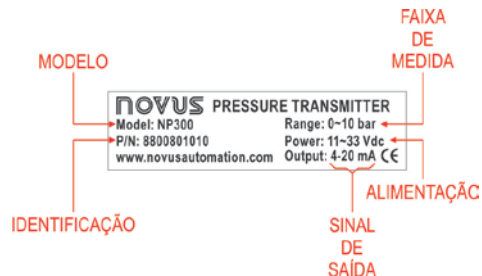 FAIXA
DE
MEDIDA
MODELO
novus PRESSURE TRANSMITTER
Model: NP300
Range: 0~10 bar
P/N: 8800801010
Power: 11~33 Vdc
www.novusautomation.com
Output: 4-20 mA CE
IDENTIFICAÇÃO
ALIMENTAÇÃO
SINAL
DE
SAÍDA